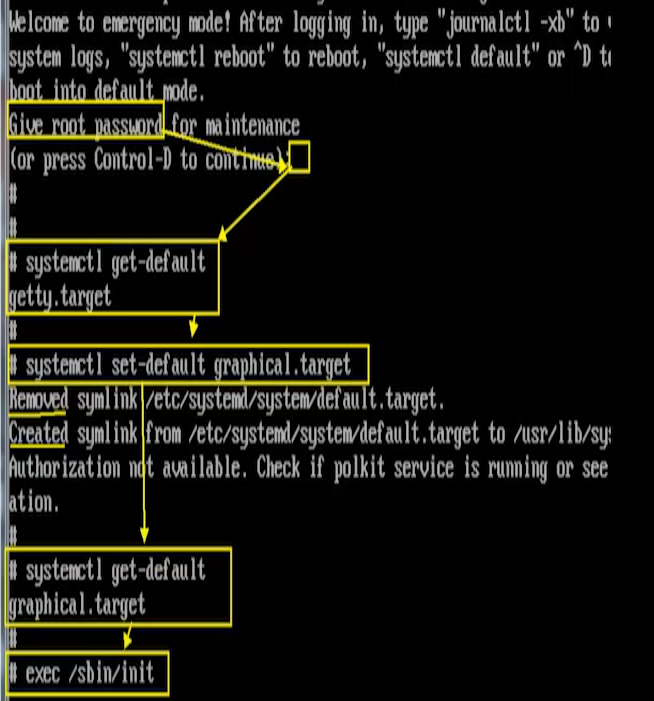 Welcome to emergency mode! After logging in, type "journalctl -xb" to
system logs, "systemctl reboot" to reboot, "systemctl default" or ^D to
boot into default mode.
Give root password for maintenance
(or press Control-D to continue):
#
#
# systemctl get-default
getty.target
#
# systemctl set-default graphical.target
Removed symlink /etc/systemd/system/default.target.
Created symlink from /etc/systemd/system/default.target to /usr/lib/sys
Authorization not available. Check if polkit service is running or see
ation.
#
# systemctl get-default
graphical.target
#
# exec /sbin/init